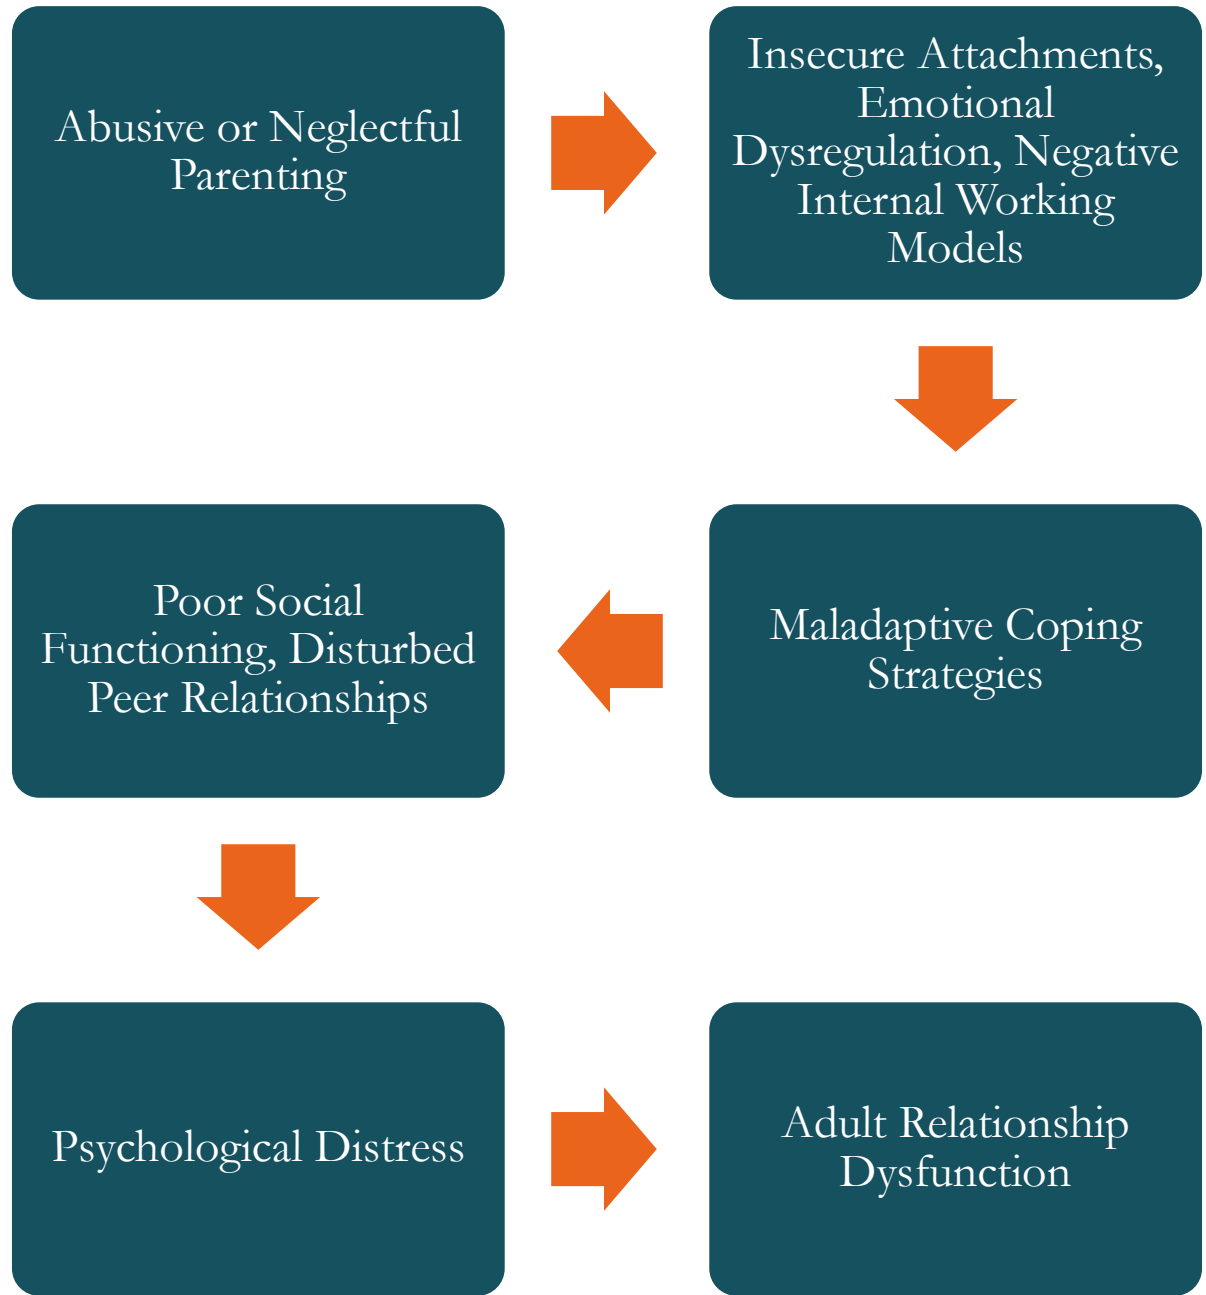 Abusive or Neglectful
Parenting
Insecure Attachments,
Emotional
Dysregulation, Negative
Internal Working
Models
Maladaptive Coping
Strategies
Poor Social
Functioning, Disturbed
Peer Relationships
Psychological Distress
Adult Relationship
Dysfunction